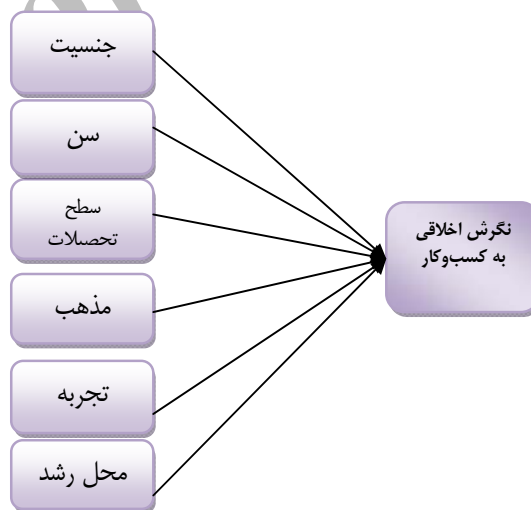 جنسیت
سن
سطح
تحصیلات
مذهب
تجربه
محل رشد
نگرش اخلاقی
به کسب‌وکار